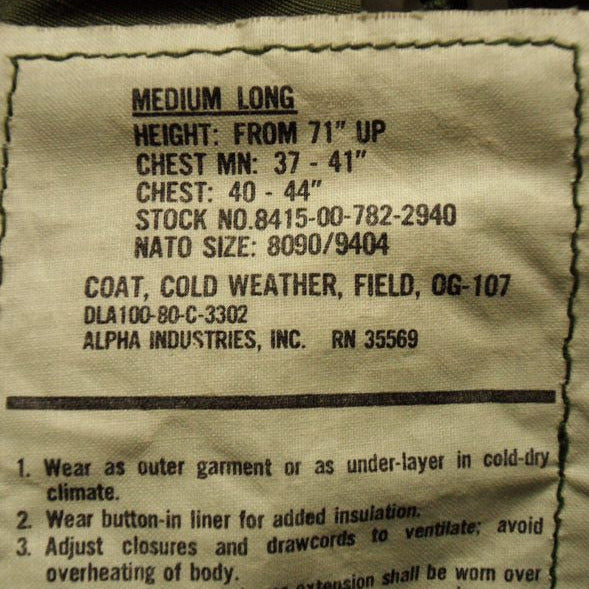 MEDIUM LONG
HEIGHT: FROM 71" UP
CHEST MN: 37 - 41"
CHEST: 40 - 44"
STOCK NO.8415-00-782-2940
NATO SIZE: 8090/9404
COAT, COLD WEATHER, FIELD, OG-107
DLA100-80-C-3302
ALPHA INDUSTRIES, INC. RN 35569
1. Wear as outer garment or as under-layer in cold-dry
climate.
2. Wear button-in liner for added insulation.
3. Adjust closures and drawcords to ventilate; avoid
overheating of body.
extension shall be worn over